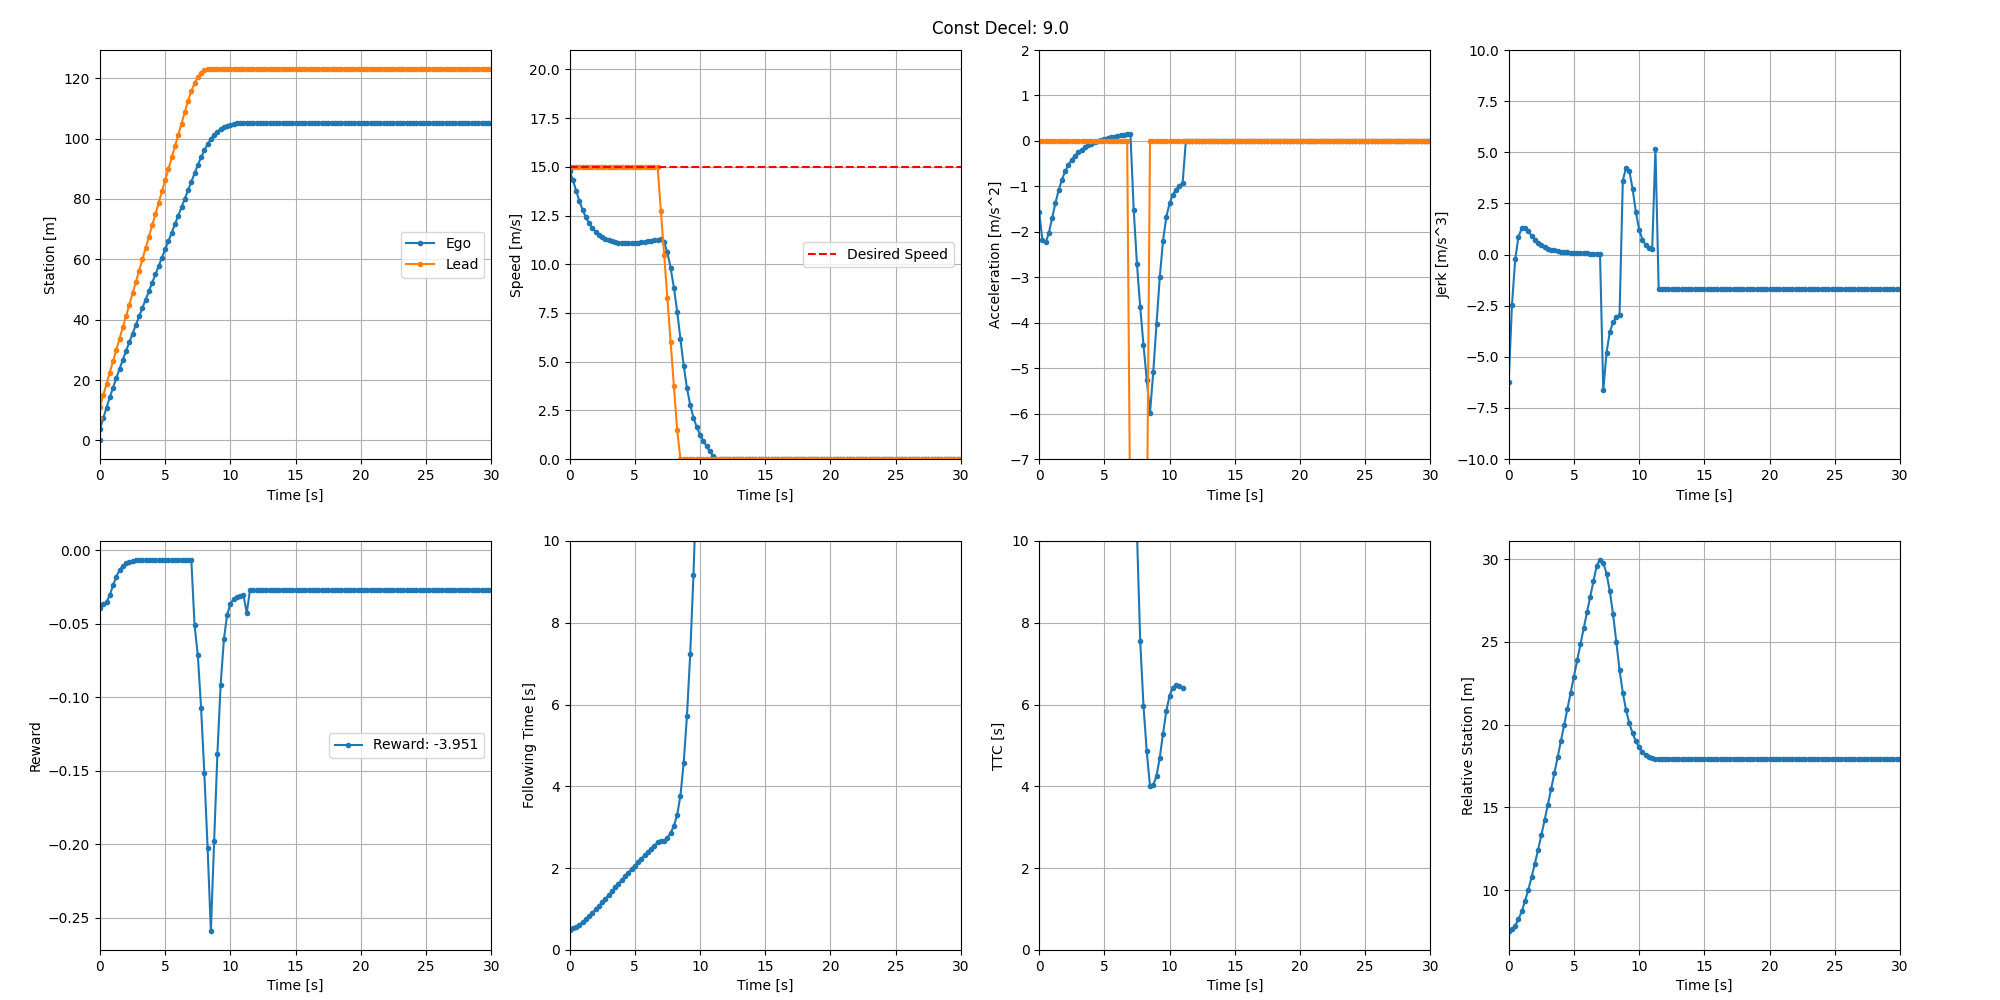 Const Decel: 9.0
Station [m]
120
100
80
60
40
20
0
Ego
Lead
0 5 10 15 20 25 30
Time [s]
Speed [m/s]
20.0
17.5
15.0
12.5
10.0
7.5
5.0
2.5
0.0
Desired Speed
0 5 10 15 20 25 30
Time [s]
Acceleration [m/s^2]
2
1
0
−1
−2
−3
−4
−5
−6
−7
0 5 10 15 20 25 30
Time [s]
Jerk [m/s^3]
10.0
7.5
5.0
2.5
0.0
−2.5
−5.0
−7.5
−10.0
0 5 10 15 20 25 30
Time [s]
Reward
0.00
−0.05
−0.10
−0.15
−0.20
−0.25
Reward: -3.951
0 5 10 15 20 25 30
Time [s]
Following Time [s]
10
8
6
4
2
0
0 5 10 15 20 25 30
Time [s]
TTC [s]
10
8
6
4
2
0
0 5 10 15 20 25 30
Time [s]
Relative Station [m]
30
25
20
15
10
0 5 10 15 20 25 30
Time [s]